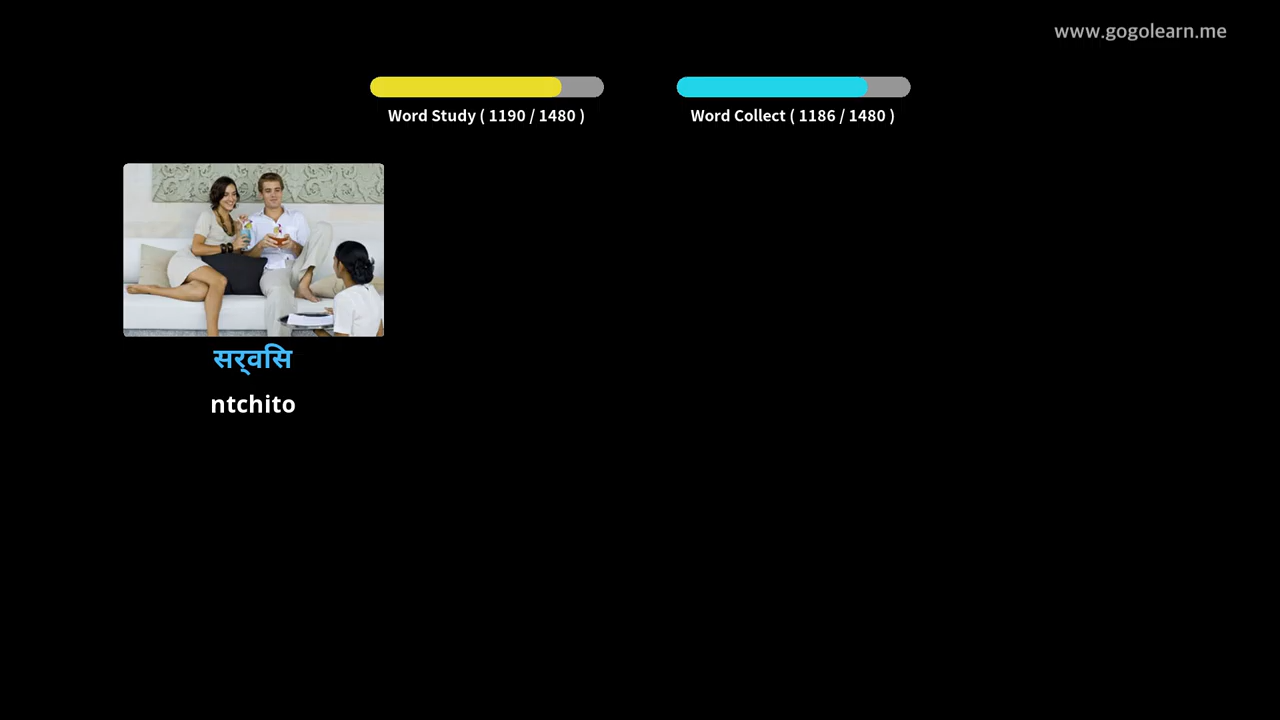 www.gogolearn.me
Word Study ( 1190 / 1480 )
Word Collect ( 1186 / 1480 )
सर्‌वसि
ntchito